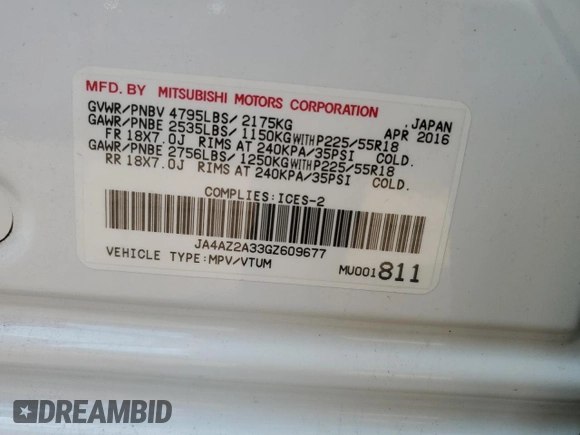 MFD. BY MITSUBISHI MOTORS CORPORATION
GVWR/PNBV 4795LBS/2175KG JAPAN
GAWR/PNBE 2535LBS/1150KG WITH P225/55R18 APR 2016
FR 18X7.0J RIMS AT 240KPA/35PSI COLD.
GAWR/PNBE 2756LBS/1250KG WITH P225/55R18
RR 18X7.0J RIMS AT 240KPA/35PSI COLD.
COMPLIES:ICES-2
JA4AZ2A33GZ609677
VEHICLE TYPE:MPV/VTUM MU001811
DREAMBID